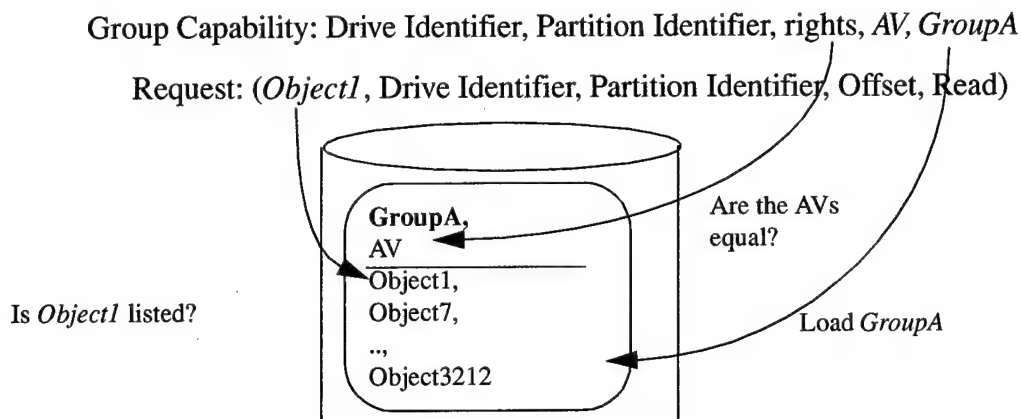 Group Capability: Drive Identifier, Partition Identifier, rights, AV, GroupA
Request: (Object1, Drive Identifier, Partition Identifier, Offset, Read)
GroupA,
AV
Object1,
Object7,
..,
Object3212
Are the AVs
equal?
Is Object1 listed?
Load GroupA